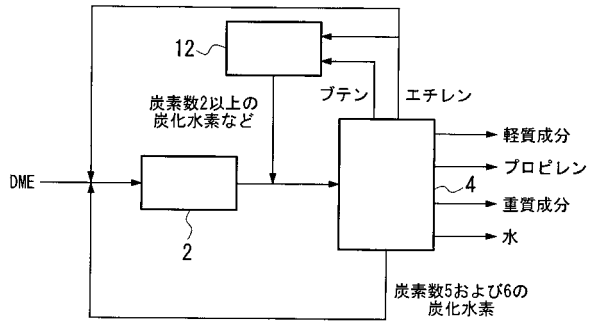 12
ブテン
エチレン
炭素数2以上の
炭化水素など
軽質成分
DME
プロピレン
4
重質成分
2
水
炭素数5および6の
炭化水素